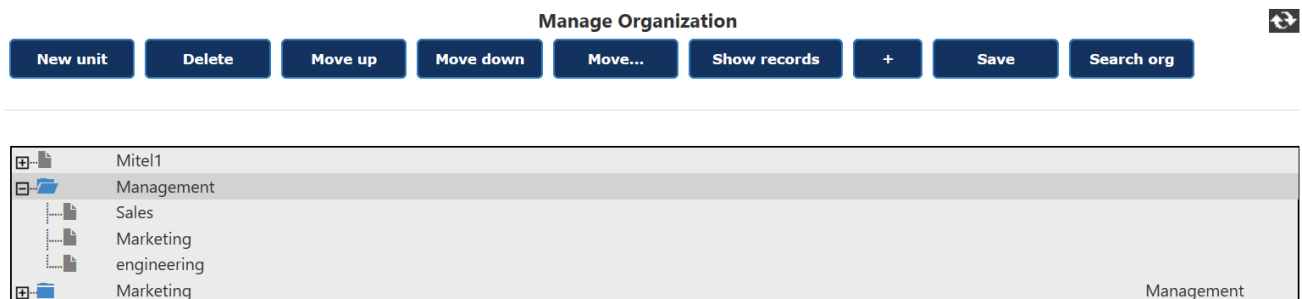 Manage Organization
New unit Delete Move up Move down Move... Show records + Save Search org
Mitel1
Management
Sales
Marketing
engineering
Marketing Management